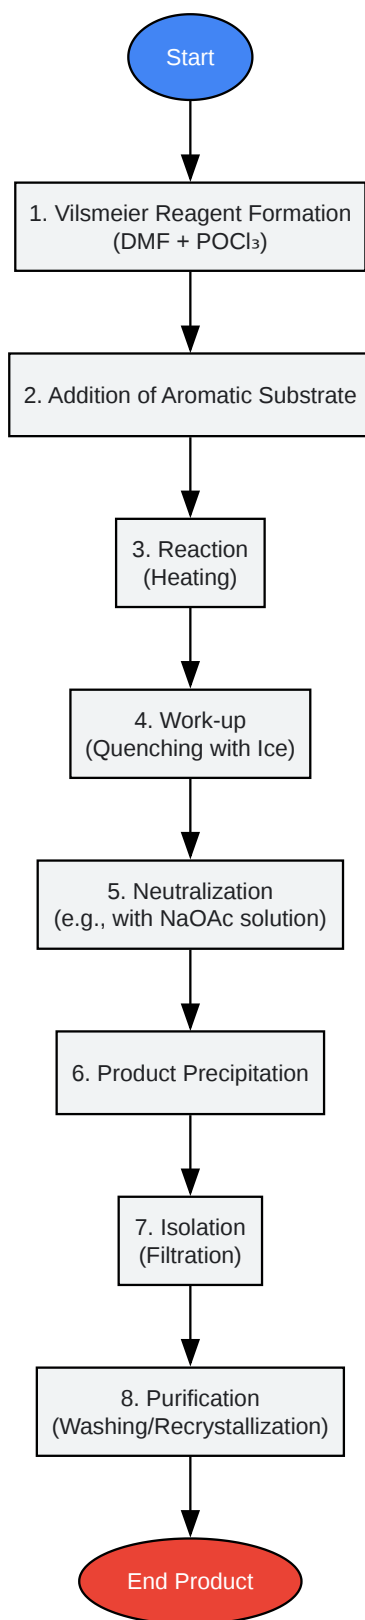 Start
1. Vilsmeier Reagent Formation
(DMF + POCl₃)
2. Addition of Aromatic Substrate
3. Reaction
(Heating)
4. Work-up
(Quenching with Ice)
5. Neutralization
(e.g., with NaOAc solution)
6. Product Precipitation
7. Isolation
(Filtration)
8. Purification
(Washing/Recrystallization)
End Product